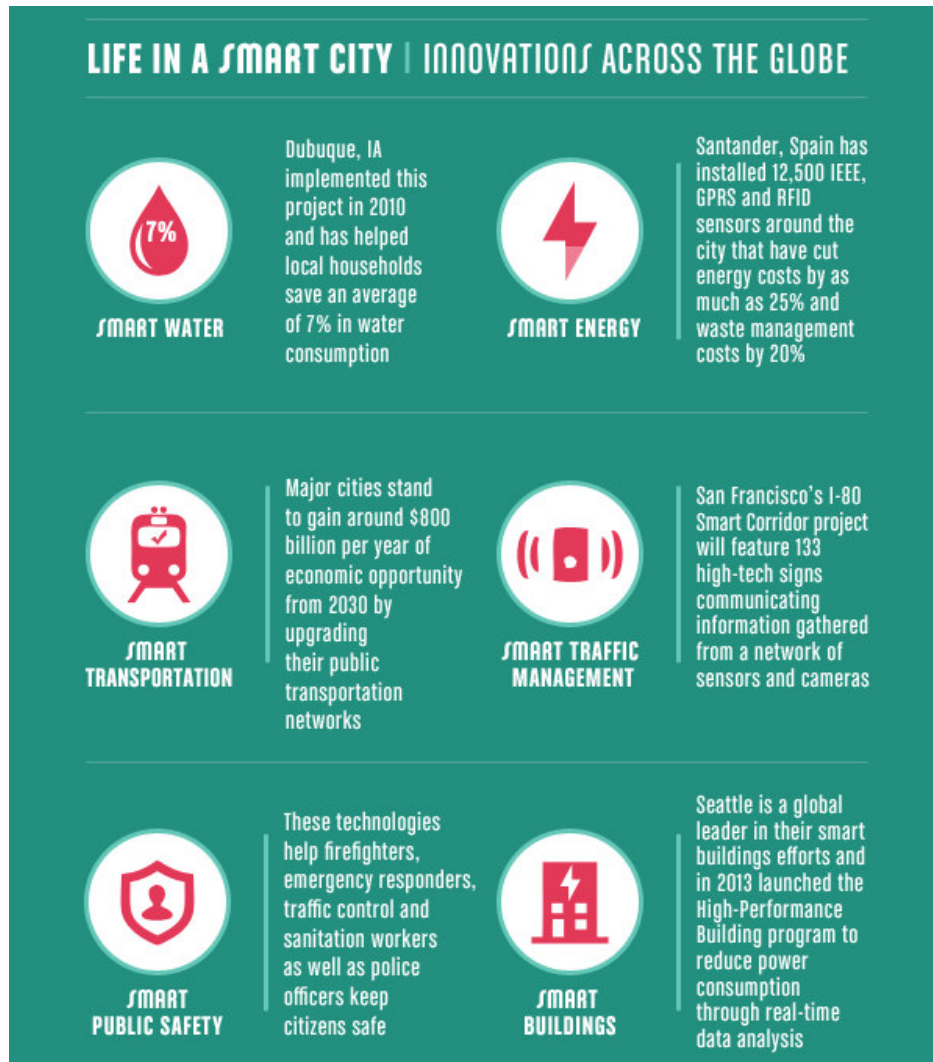 LIFE IN A SMART CITY | INNOVATIONS ACROSS THE GLOBE
7%
SMART WATER
Dubuque, IA
implemented this
project in 2010
and has helped
local households
save an average
of 7% in water
consumption
SMART ENERGY
Santander, Spain has
installed 12,500 IEEE,
GPRS and RFID
sensors around the
city that have cut
energy costs by as
much as 25% and
waste management
costs by 20%
SMART
TRANSPORTATION
Major cities stand
to gain around $800
billion per year of
economic opportunity
from 2030 by
upgrading
their public
transportation
networks
SMART TRAFFIC
MANAGEMENT
San Francisco’s I-80
Smart Corridor project
will feature 133
high-tech signs
communicating
information gathered
from a network of
sensors and cameras
SMART
PUBLIC SAFETY
These technologies
help firefighters,
emergency responders,
traffic control and
sanitation workers
as well as police
officers keep
citizens safe
SMART
BUILDINGS
Seattle is a global
leader in their smart
buildings efforts and
in 2013 launched the
High-Performance
Building program to
reduce power
consumption
through real-time
data analysis